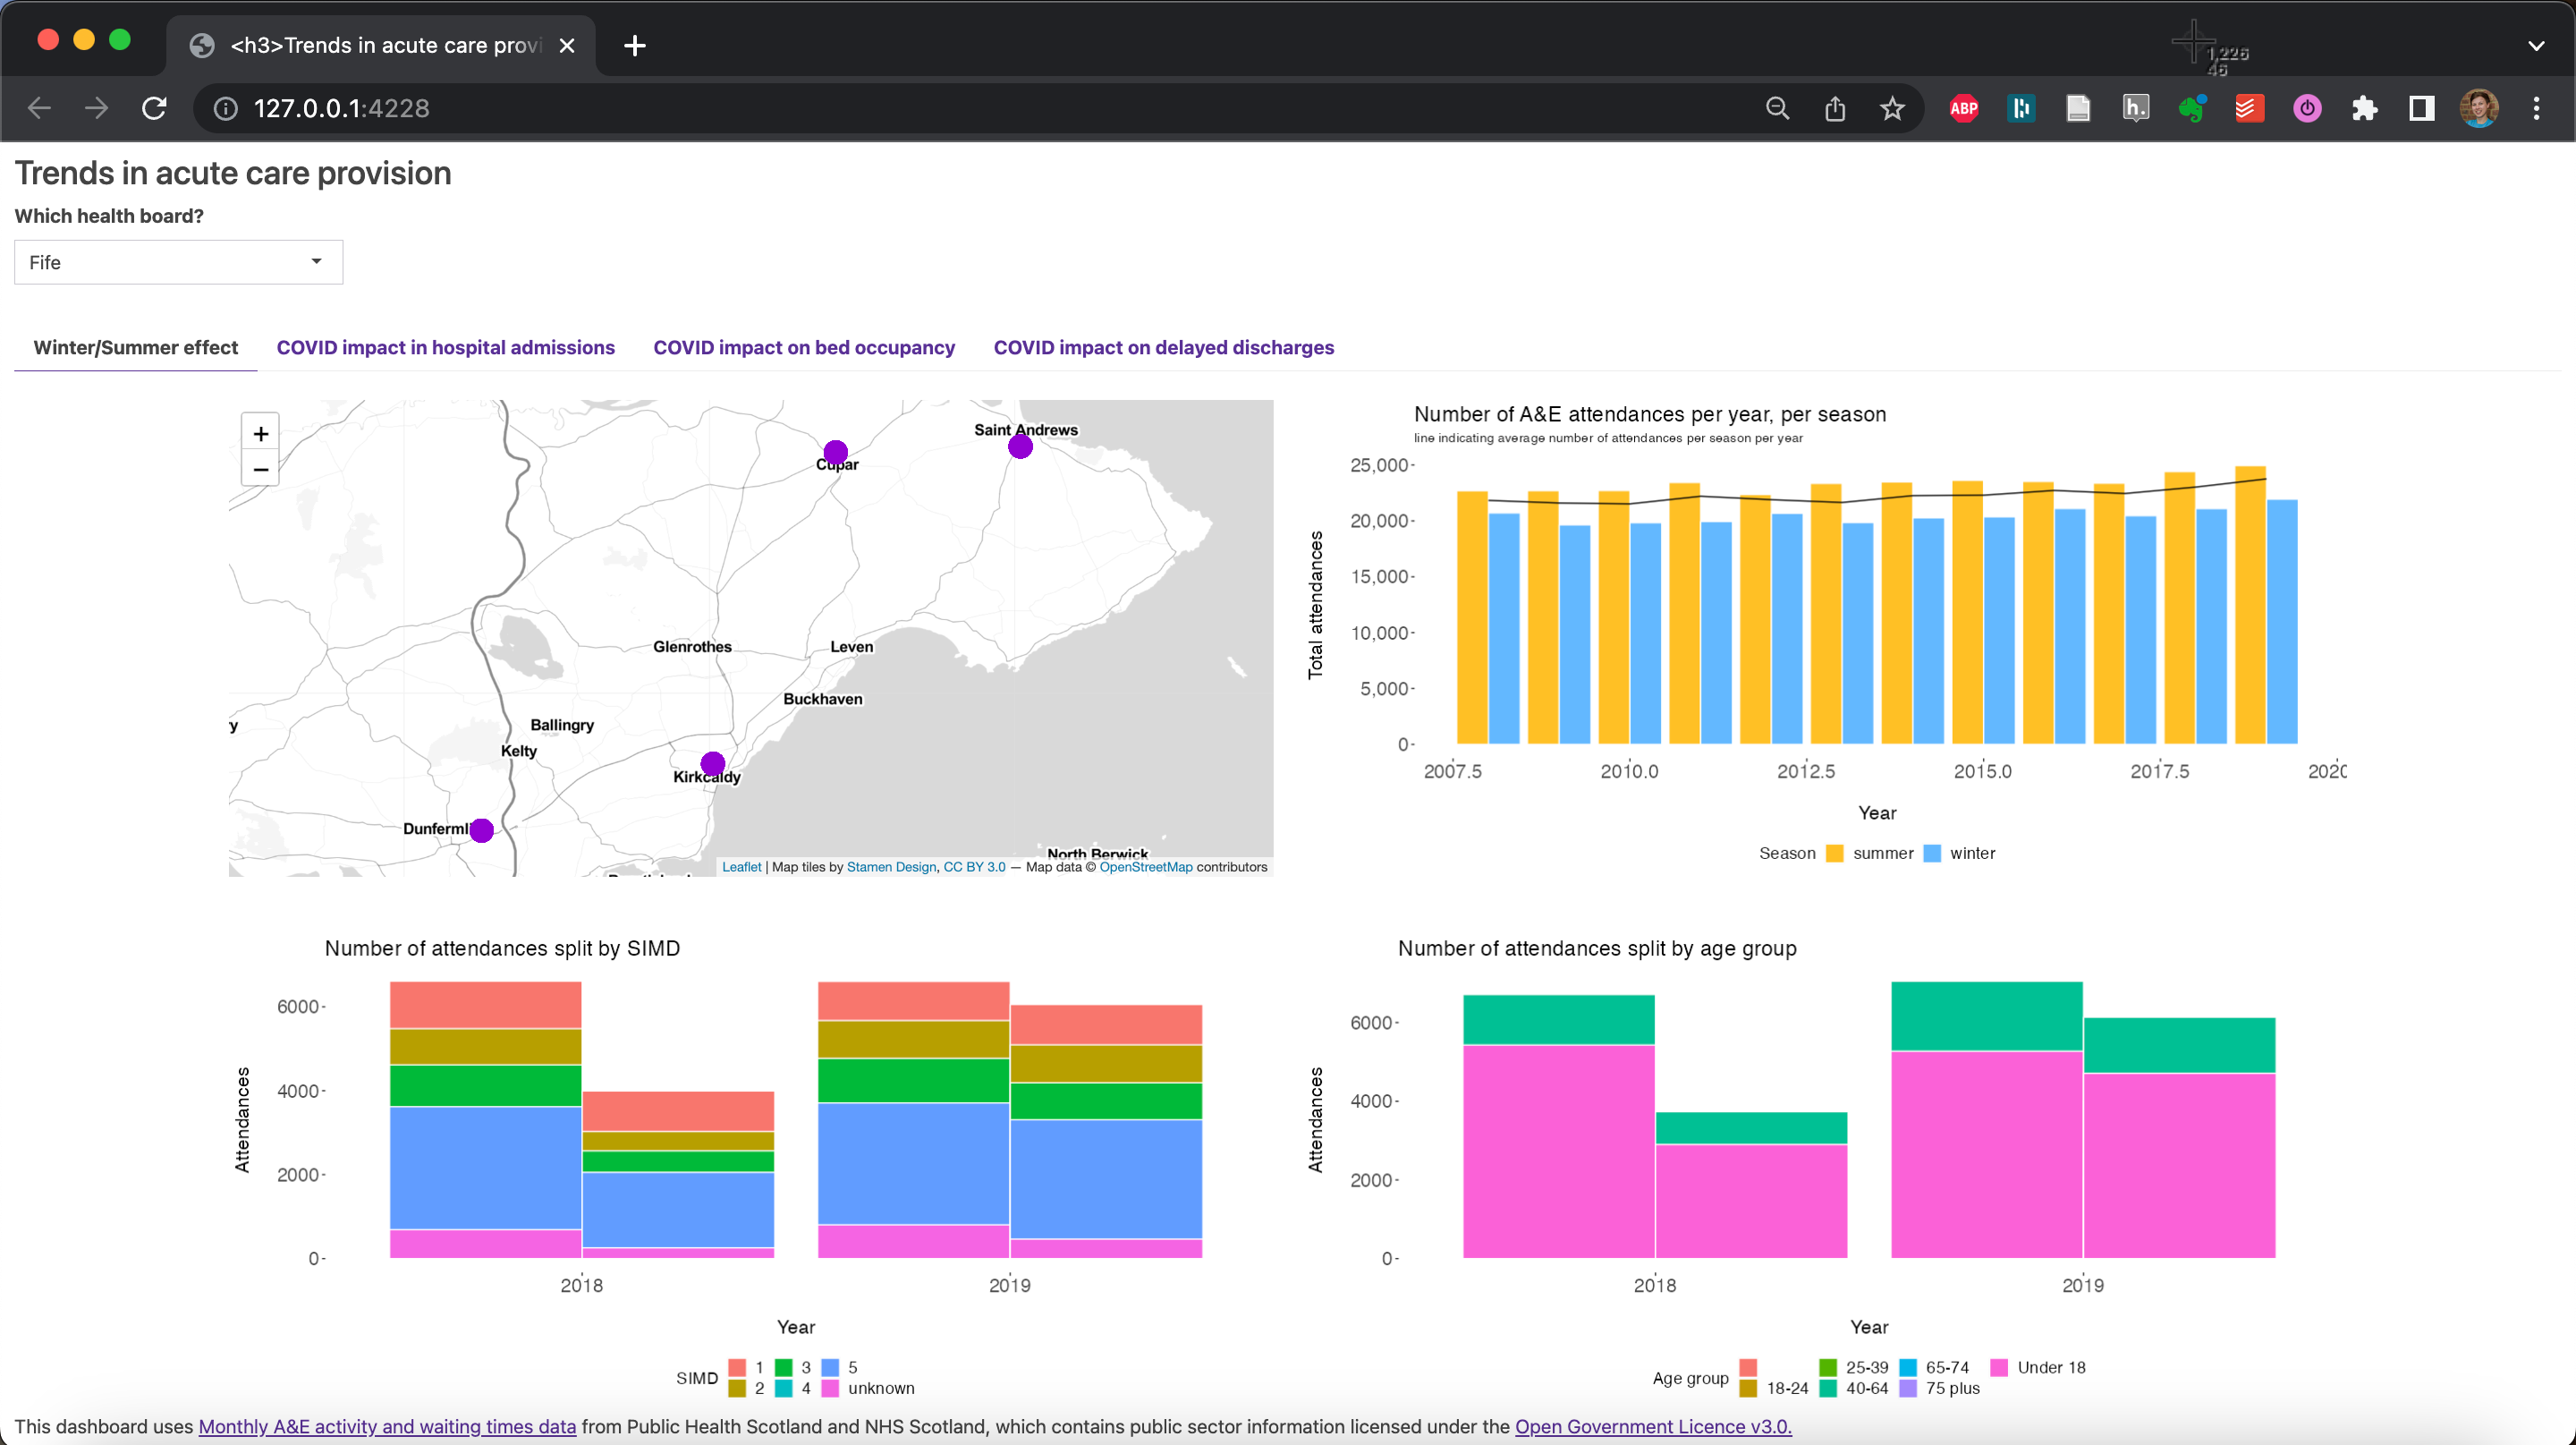 <h3>Trends in acute care provi
1,226
46
127.0.0.1:4228
ABP
h.
Trends in acute care provision
Which health board?
Fife
Winter/Summer effect
COVID impact in hospital admissions
COVID impact on bed occupancy
COVID impact on delayed discharges
+
−
Saint Andrews
Cupar
Glenrothes
Leven
Buckhaven
Ballingry
ry
Kelty
Kirkcaldy
Dunfermli
North Berwick
Leaflet | Map tiles by Stamen Design, CC BY 3.0 — Map data © OpenStreetMap contributors
Number of A&E attendances per year, per season
line indicating average number of attendances per season per year
25,000
20,000
15,000
10,000
5,000
0
Total attendances
2007.5 2010.0 2012.5 2015.0 2017.5 2020
Year
Season summer winter
Number of attendances split by SIMD
6000
4000
2000
0
Attendances
2018 2019
Year
SIMD 1 3 5
2 4 unknown
Number of attendances split by age group
6000
4000
2000
0
Attendances
2018 2019
Year
Age group 25-39 65-74 Under 18
18-24 40-64 75 plus
This dashboard uses Monthly A&E activity and waiting times data from Public Health Scotland and NHS Scotland, which contains public sector information licensed under the Open Government Licence v3.0.